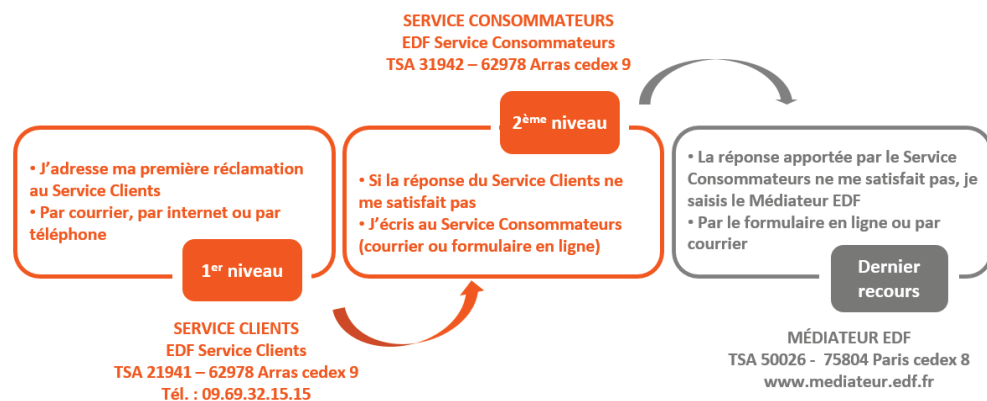 SERVICE CONSOMMATEURS
EDF Service Consommateurs
TSA 31942 – 62978 Arras cedex 9
• J’adresse ma première réclamation
au Service Clients
• Par courrier, par internet ou par
téléphone
1er niveau
SERVICE CLIENTS
EDF Service Clients
TSA 21941 – 62978 Arras cedex 9
Tél. : 09.69.32.15.15
2ème niveau
• Si la réponse du Service Clients ne
me satisfait pas
• J’écris au Service Consommateurs
(courrier ou formulaire en ligne)
• La réponse apportée par le Service
Consommateurs ne me satisfait pas, je
saisis le Médiateur EDF
• Par le formulaire en ligne ou par
courrier
Dernier
recours
MÉDIATEUR EDF
TSA 50026 - 75804 Paris cedex 8
www.mediateur.edf.fr